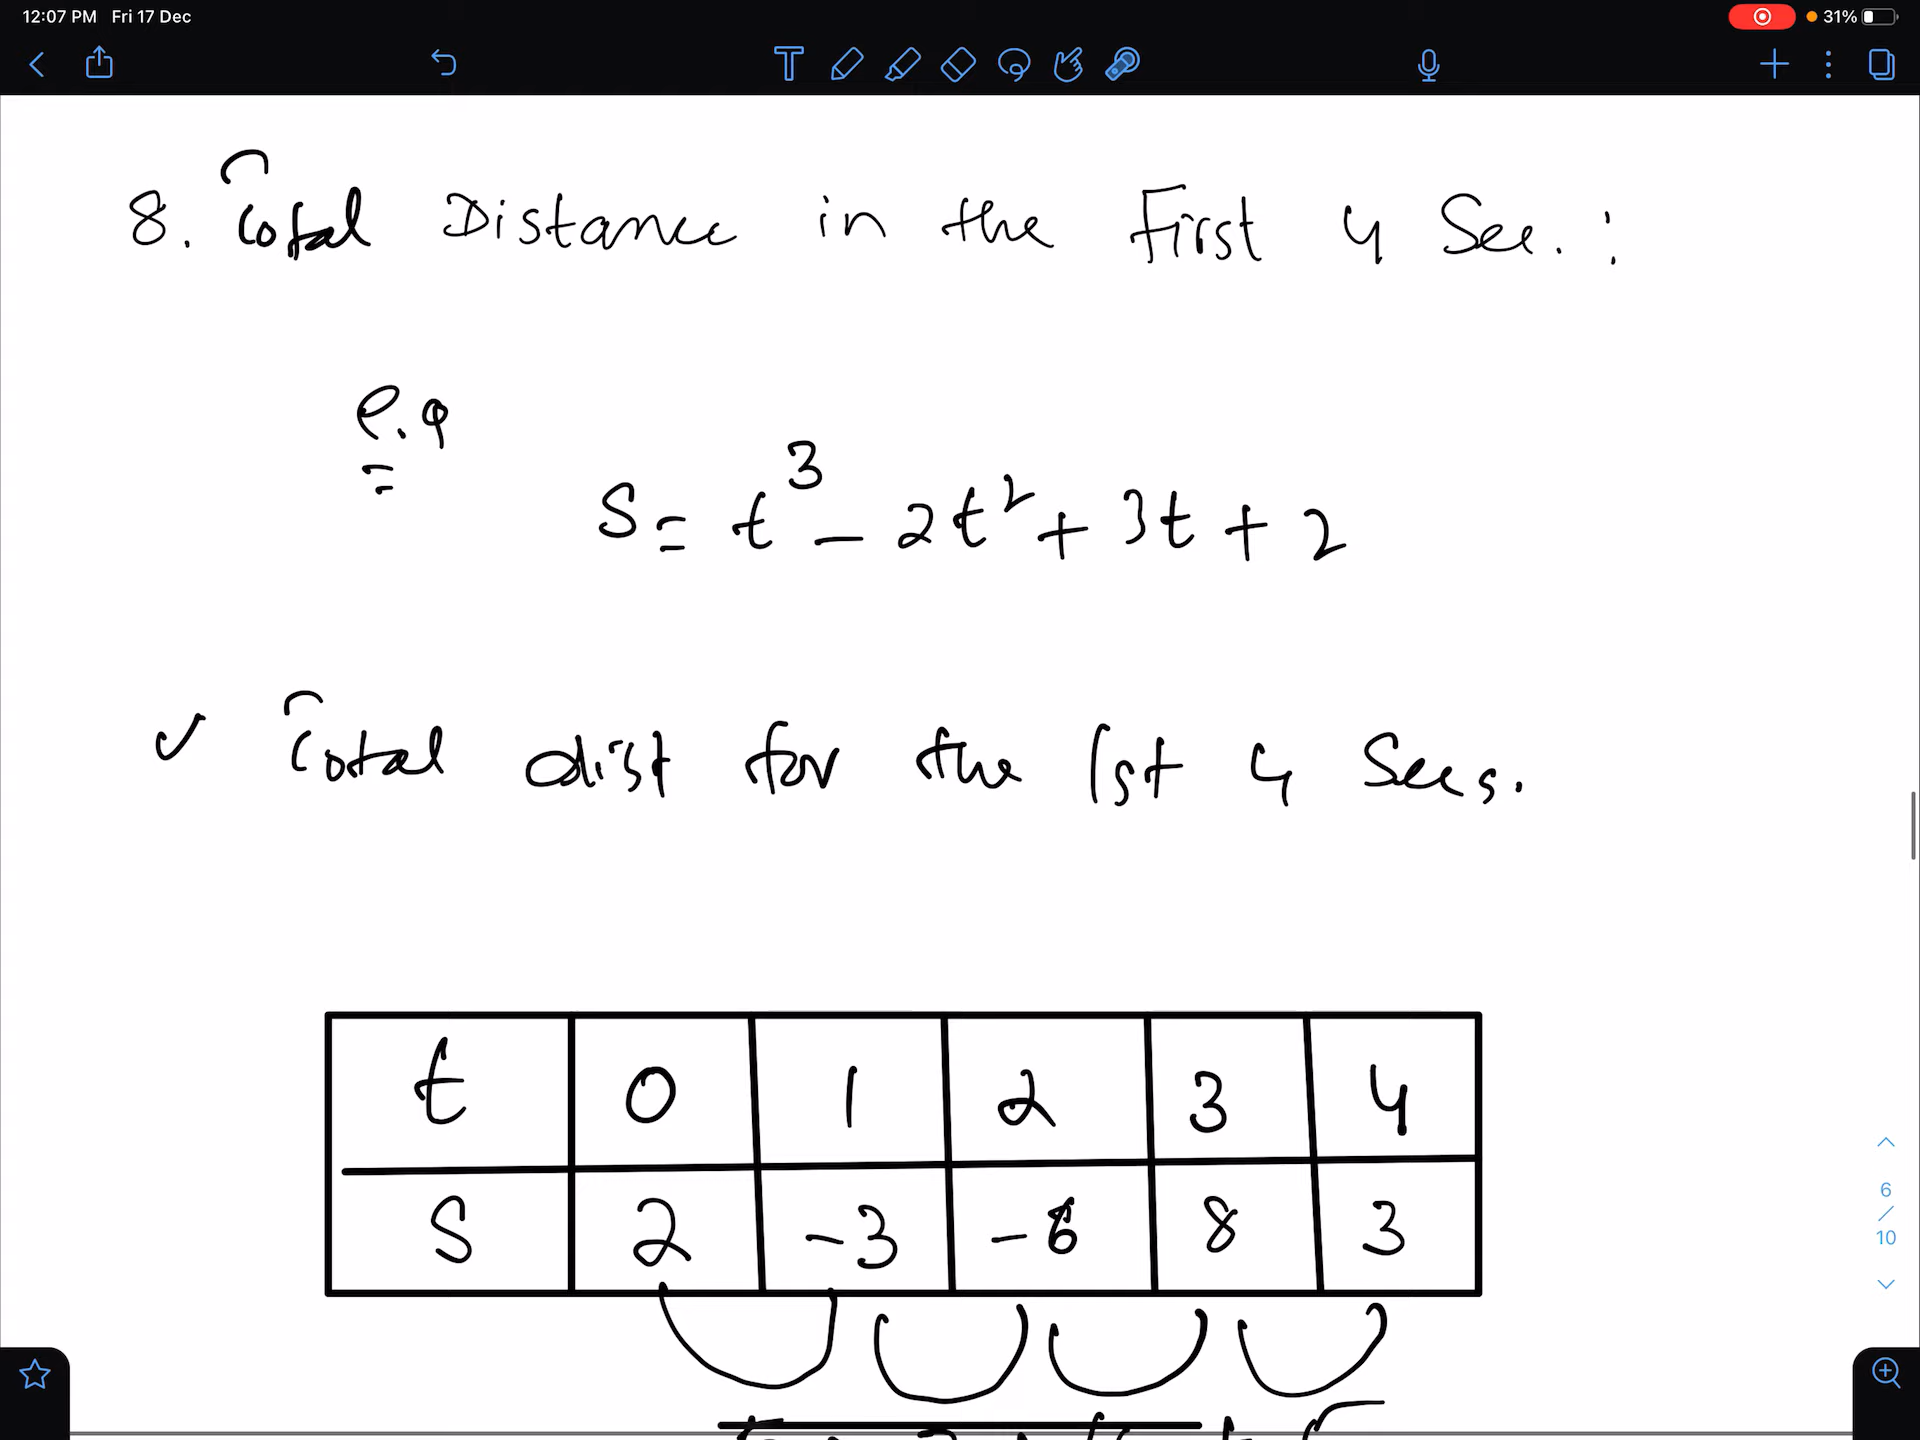 12:07 PM Fri 17 Dec
31%
T
8. Total Distance in the First 4 Sec. :
e.g
S = t³ - 2t² + 3t + 2
✓ Total dist for the 1st 4 Secs.
t 0 1 2 3 4
S 2 -3 -6 8 3
6
/
10